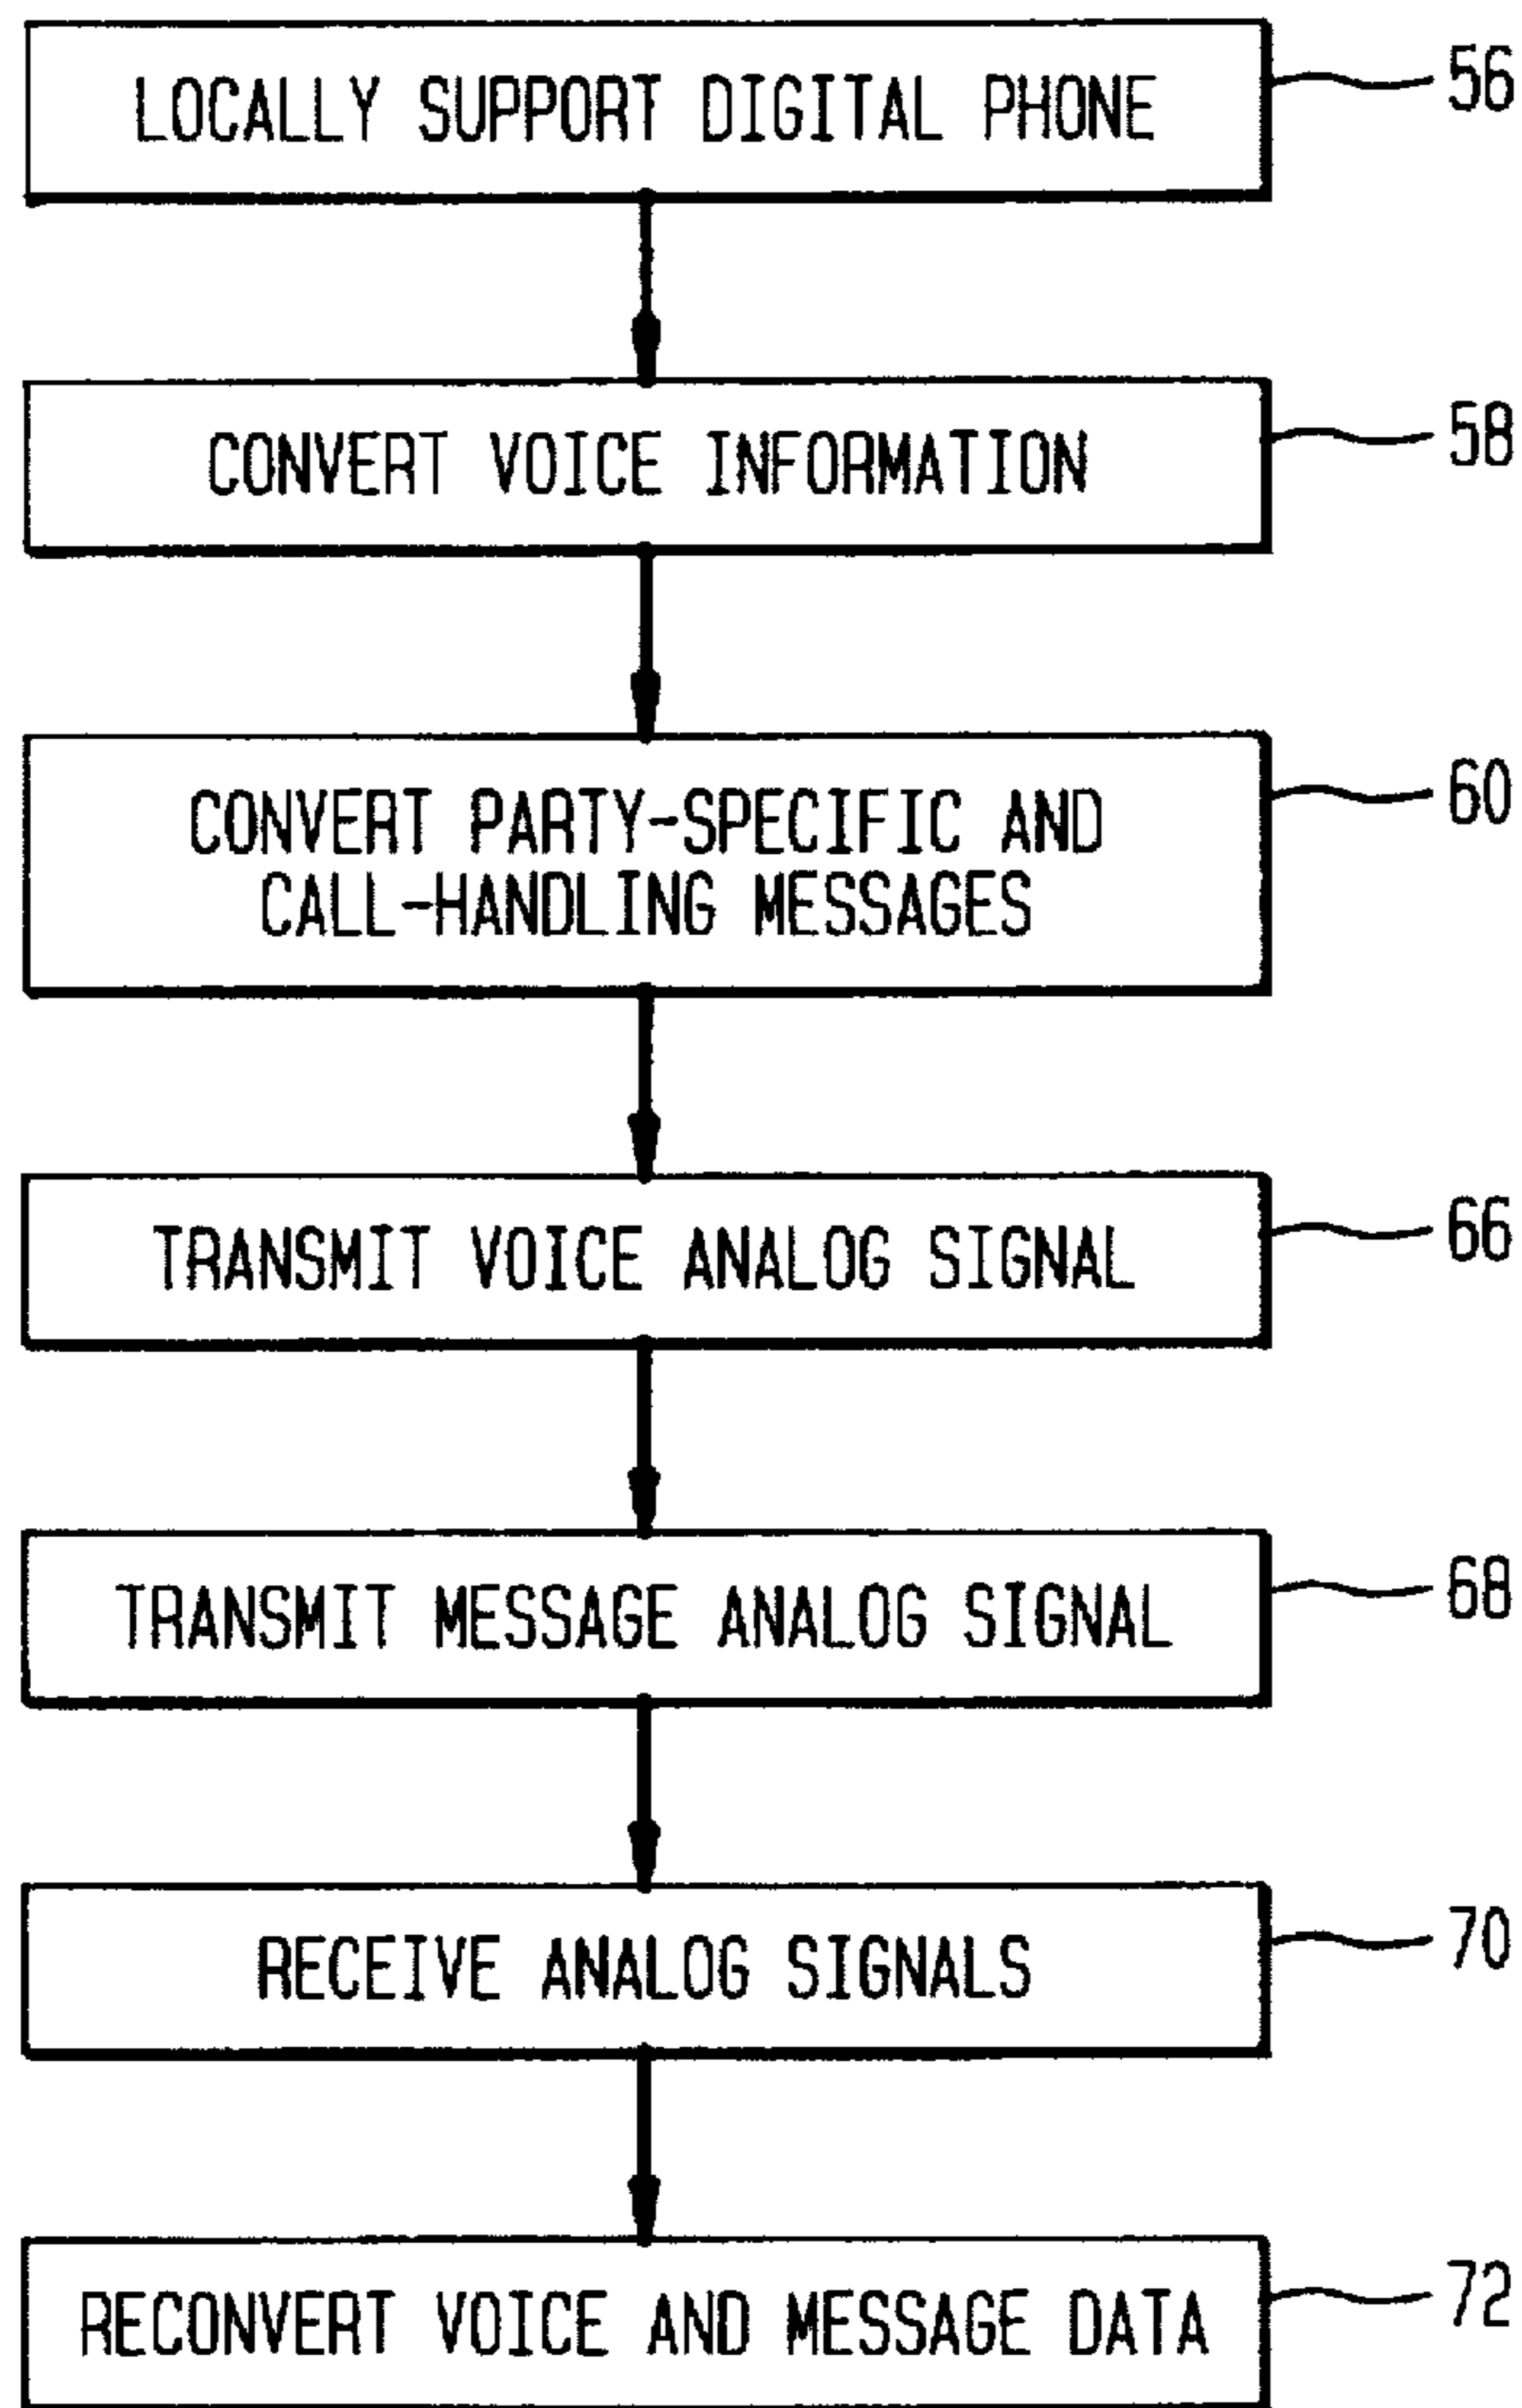 LOCALLY SUPPORT DIGITAL PHONE
56
CONVERT VOICE INFORMATION
58
CONVERT PARTY-SPECIFIC AND
CALL-HANDLING MESSAGES
60
TRANSMIT VOICE ANALOG SIGNAL
66
TRANSMIT MESSAGE ANALOG SIGNAL
68
RECEIVE ANALOG SIGNALS
70
RECONVERT VOICE AND MESSAGE DATA
72